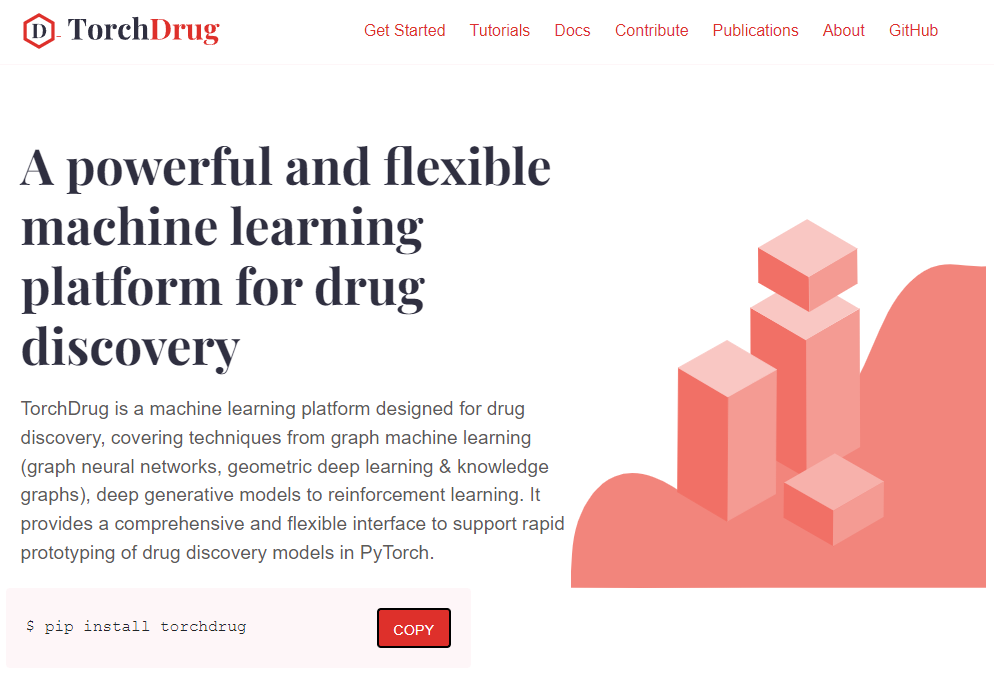 D TorchDrug
Get Started Tutorials Docs Contribute Publications About GitHub
A powerful and flexible
machine learning
platform for drug
discovery
TorchDrug is a machine learning platform designed for drug
discovery, covering techniques from graph machine learning
(graph neural networks, geometric deep learning & knowledge
graphs), deep generative models to reinforcement learning. It
provides a comprehensive and flexible interface to support rapid
prototyping of drug discovery models in PyTorch.
$ pip install torchdrug
COPY